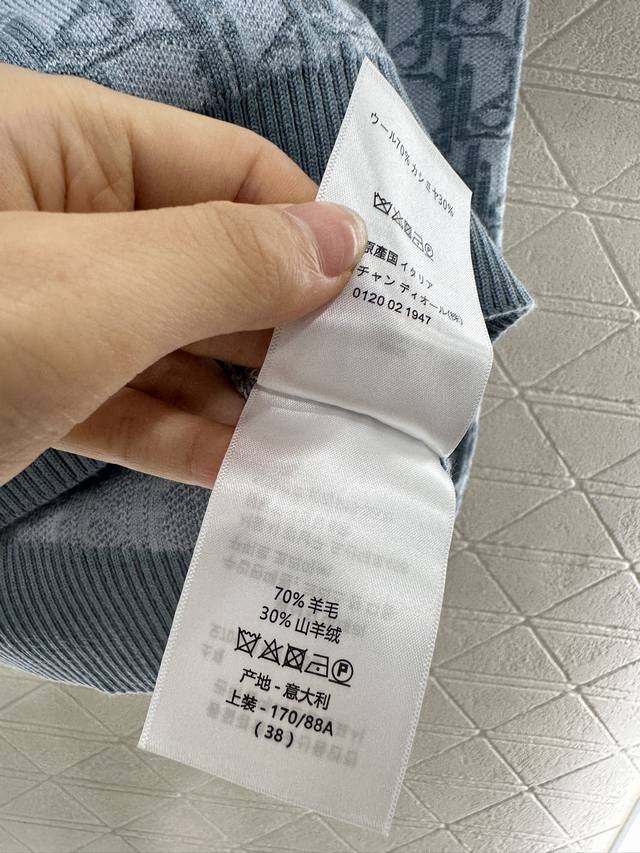 ウール70% カシミヤ30%
原産国 イタリア
チャン ディオール(株)
0120 02 1947
70% 羊毛
30% 山羊绒
产地 - 意大利
上装 - 170/88A
( 38 )